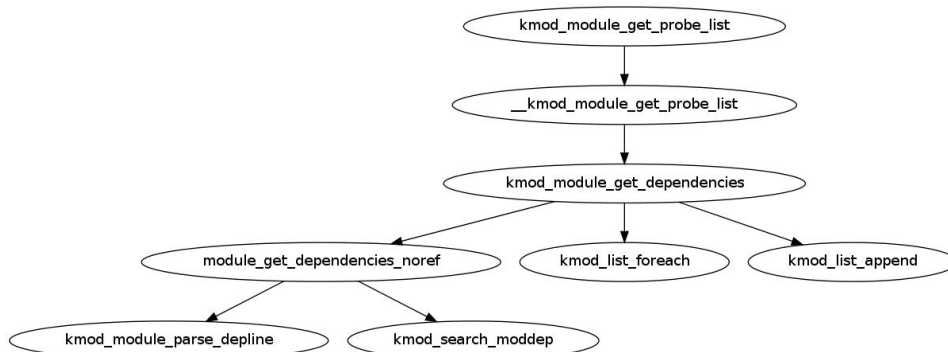 kmod_module_get_probe_list
__kmod_module_get_probe_list
kmod_module_get_dependencies
module_get_dependencies_noref
kmod_list_foreach
kmod_list_append
kmod_module_parse_depline
kmod_search_moddep